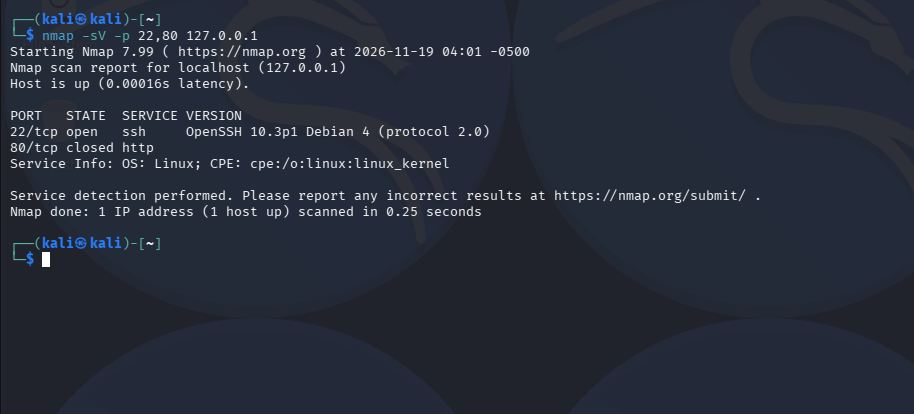 ┌──(kali㉿kali)-[~]
└─$ nmap -sV -p 22,80 127.0.0.1
Starting Nmap 7.99 ( https://nmap.org ) at 2026-11-19 04:01 -0500
Nmap scan report for localhost (127.0.0.1)
Host is up (0.00016s latency).

PORT   STATE  SERVICE VERSION
22/tcp open   ssh     OpenSSH 10.3p1 Debian 4 (protocol 2.0)
80/tcp closed http
Service Info: OS: Linux; CPE: cpe:/o:linux:linux_kernel

Service detection performed. Please report any incorrect results at https://nmap.org/submit/ .
Nmap done: 1 IP address (1 host up) scanned in 0.25 seconds

┌──(kali㉿kali)-[~]
└─$